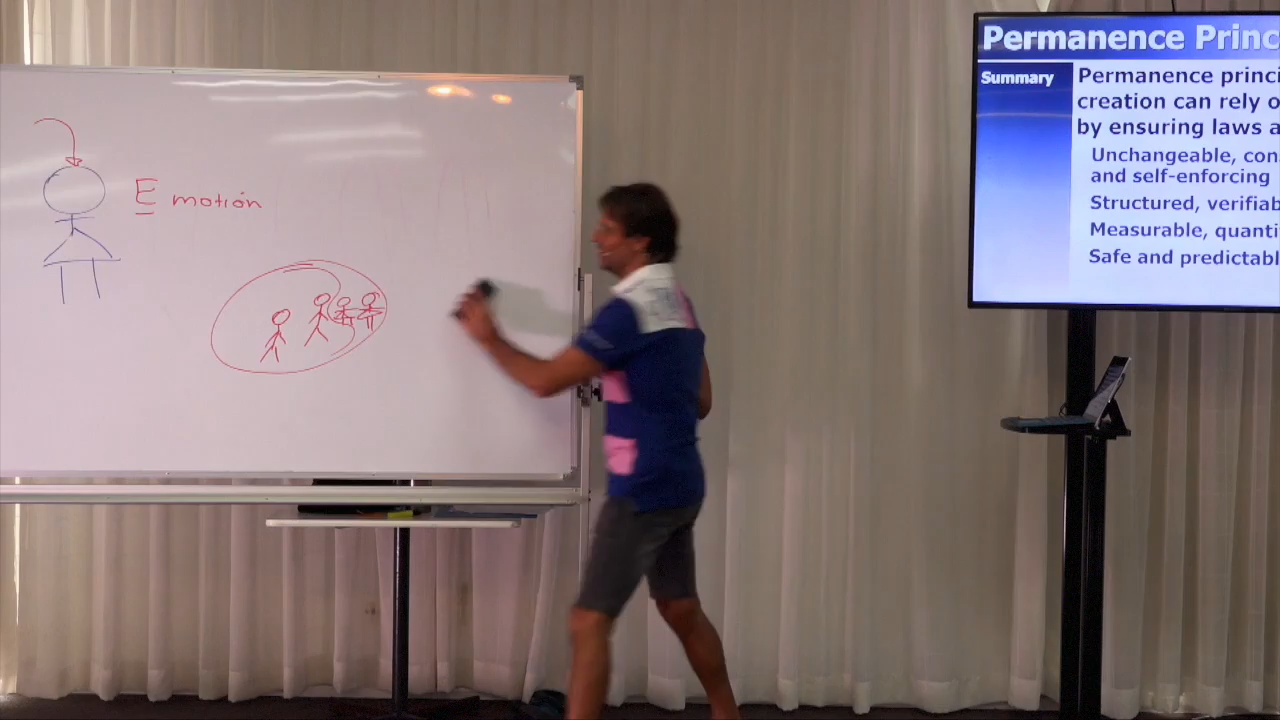 E motion
Permanence Princ
Summary
Permanence princi
creation can rely o
by ensuring laws a
Unchangeable, con
and self-enforcing
Structured, verifiab
Measurable, quanti
Safe and predictabl